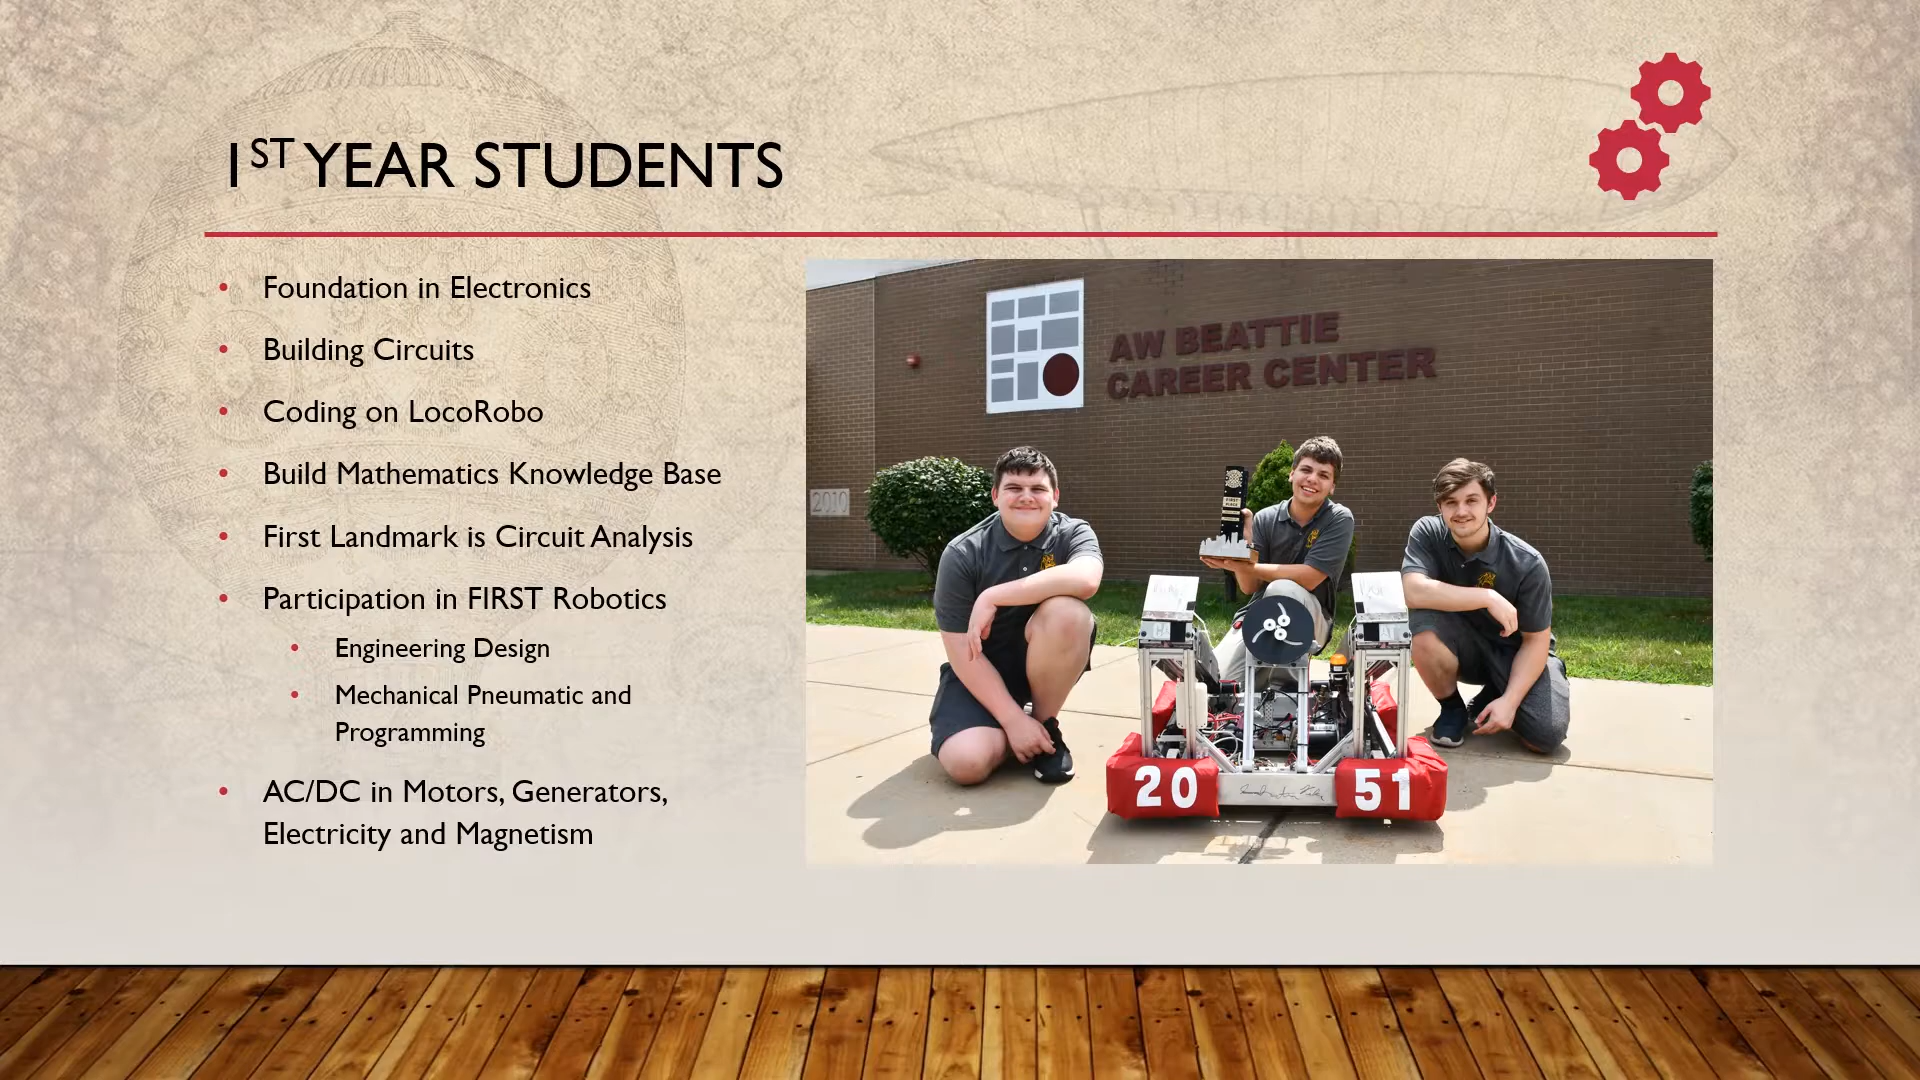 1ST YEAR STUDENTS
• Foundation in Electronics
• Building Circuits
• Coding on LocoRobo
• Build Mathematics Knowledge Base
• First Landmark is Circuit Analysis
• Participation in FIRST Robotics
• Engineering Design
• Mechanical Pneumatic and
Programming
• AC/DC in Motors, Generators,
Electricity and Magnetism
AW BEATTIE
CAREER CENTER
2010
FIRST
PLACE
20 51